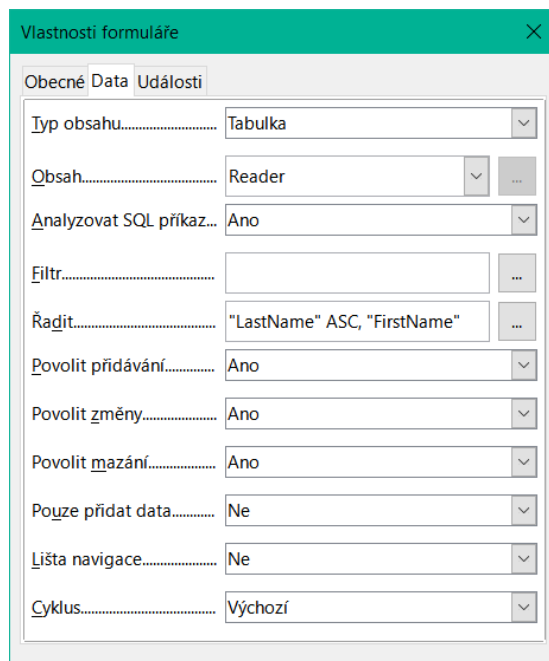 Vlastnosti formuláře
Obecné Data Události
Typ obsahu............................ Tabulka
Obsah....................................... Reader ...
Analyzovat SQL příkaz... Ano
Filtr............................................ ...
Řadit......................................... "LastName" ASC, "FirstName" ...
Povolit přidávání.............. Ano
Povolit změny.................... Ano
Povolit mazání................... Ano
Pouze přidat data............ Ne
Lišta navigace..................... Ne
Cyklus....................................... Výchozí